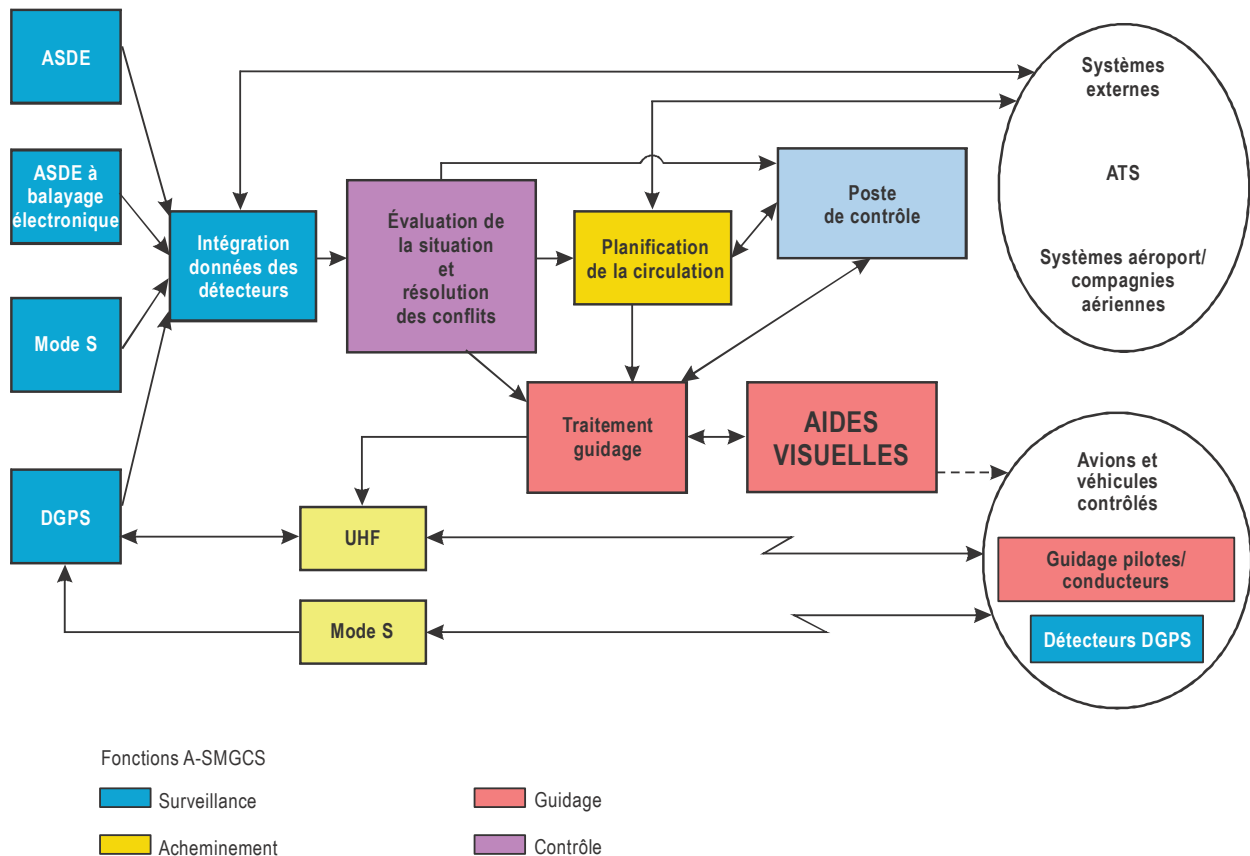 ASDE
ASDE à
balayage
électronique
Mode S
DGPS
Intégration
données des
détecteurs
Évaluation de
la situation
et
résolution
des conflits
Planification
de la circulation
Poste
de contrôle
Systèmes
externes
ATS
Systèmes aéroport/
compagnies
aériennes
Traitement
guidage
AIDES
VISUELLES
UHF
Mode S
Avions et
véhicules
contrôlés
Guidage pilotes/
conducteurs
Détecteurs DGPS
Fonctions A-SMGCS
Surveillance
Guidage
Acheminement
Contrôle